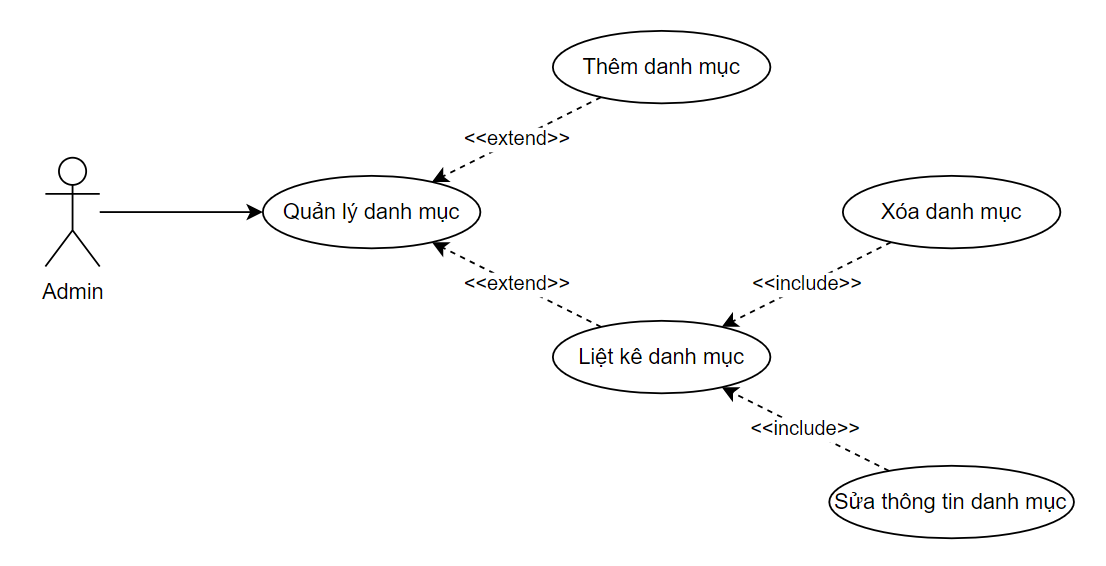 Thêm danh mục
<<extend>>
Quản lý danh mục
Xóa danh mục
Admin
<<extend>>
<<include>>
Liệt kê danh mục
<<include>>
Sửa thông tin danh mục